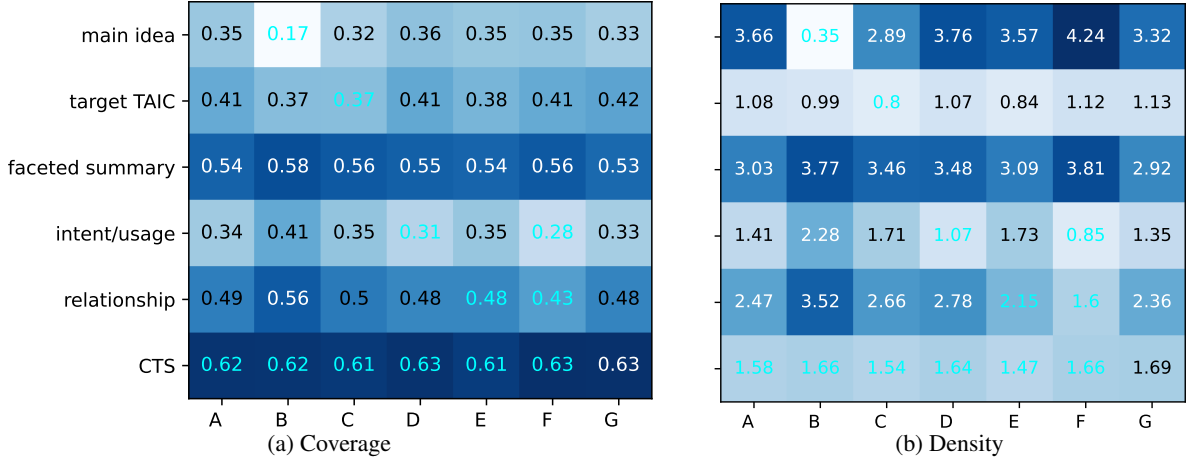 main idea 0.35 0.17 0.32 0.36 0.35 0.35 0.33
target TAIC 0.41 0.37 0.37 0.41 0.38 0.41 0.42
faceted summary 0.54 0.58 0.56 0.55 0.54 0.56 0.53
intent/usage 0.34 0.41 0.35 0.31 0.35 0.28 0.33
relationship 0.49 0.56 0.5 0.48 0.48 0.43 0.48
CTS 0.62 0.62 0.61 0.63 0.61 0.63 0.63
A B C D E F G
(a) Coverage
3.66 0.35 2.89 3.76 3.57 4.24 3.32
1.08 0.99 0.8 1.07 0.84 1.12 1.13
3.03 3.77 3.46 3.48 3.09 3.81 2.92
1.41 2.28 1.71 1.07 1.73 0.85 1.35
2.47 3.52 2.66 2.78 2.15 1.6 2.36
1.58 1.66 1.54 1.64 1.47 1.66 1.69
A B C D E F G
(b) Density